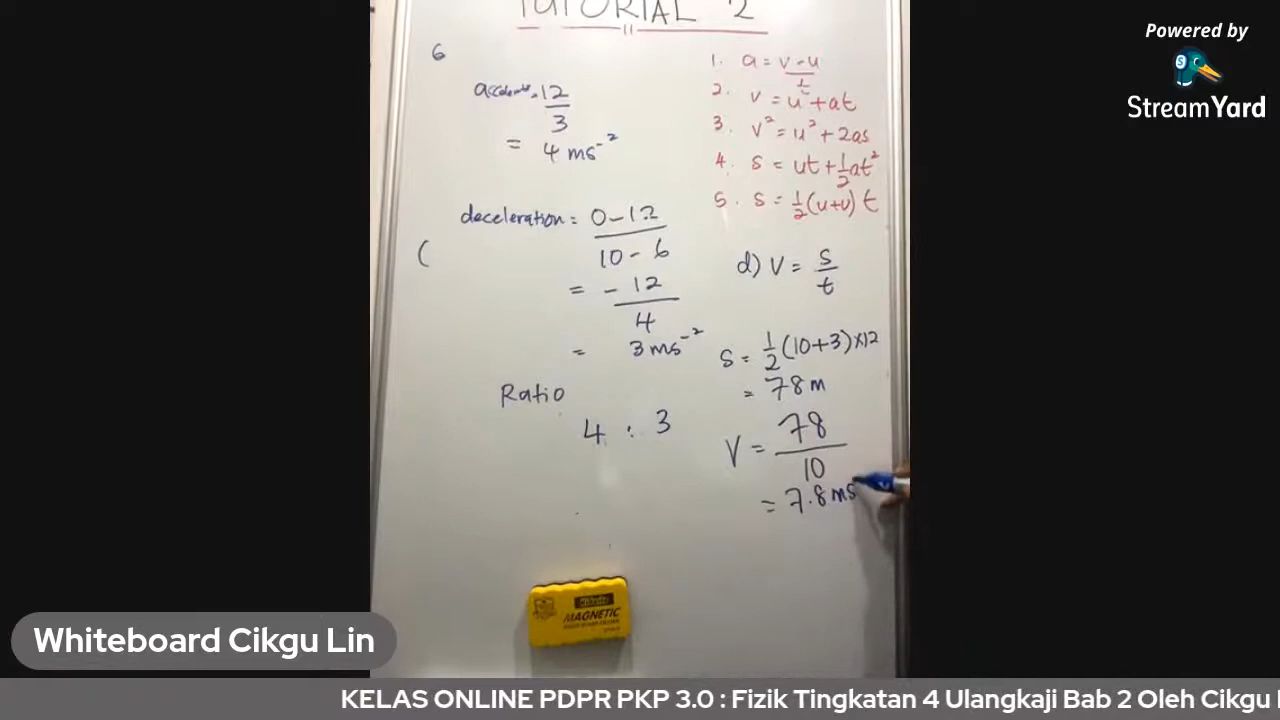 TUTORIAL 2
6
= 12/3
= 4 ms⁻²
deceleration = 0-12/10-6
(
= -12/4
= 3 ms⁻²
Ratio
4 : 3
1. a = v-u/t
2. v = u + at
3. v² = u² + 2as
4. s = ut + 1/2 at²
5. s = 1/2 (u+v) t
d) V = s/t
s = 1/2 (10+3) × 12
= 78 m
V = 78/10
= 7.8 ms
MAGNETIC
Powered by
StreamYard
Whiteboard Cikgu Lin
KELAS ONLINE PDPR PKP 3.0 : Fizik Tingkatan 4 Ulangkaji Bab 2 Oleh Cikgu